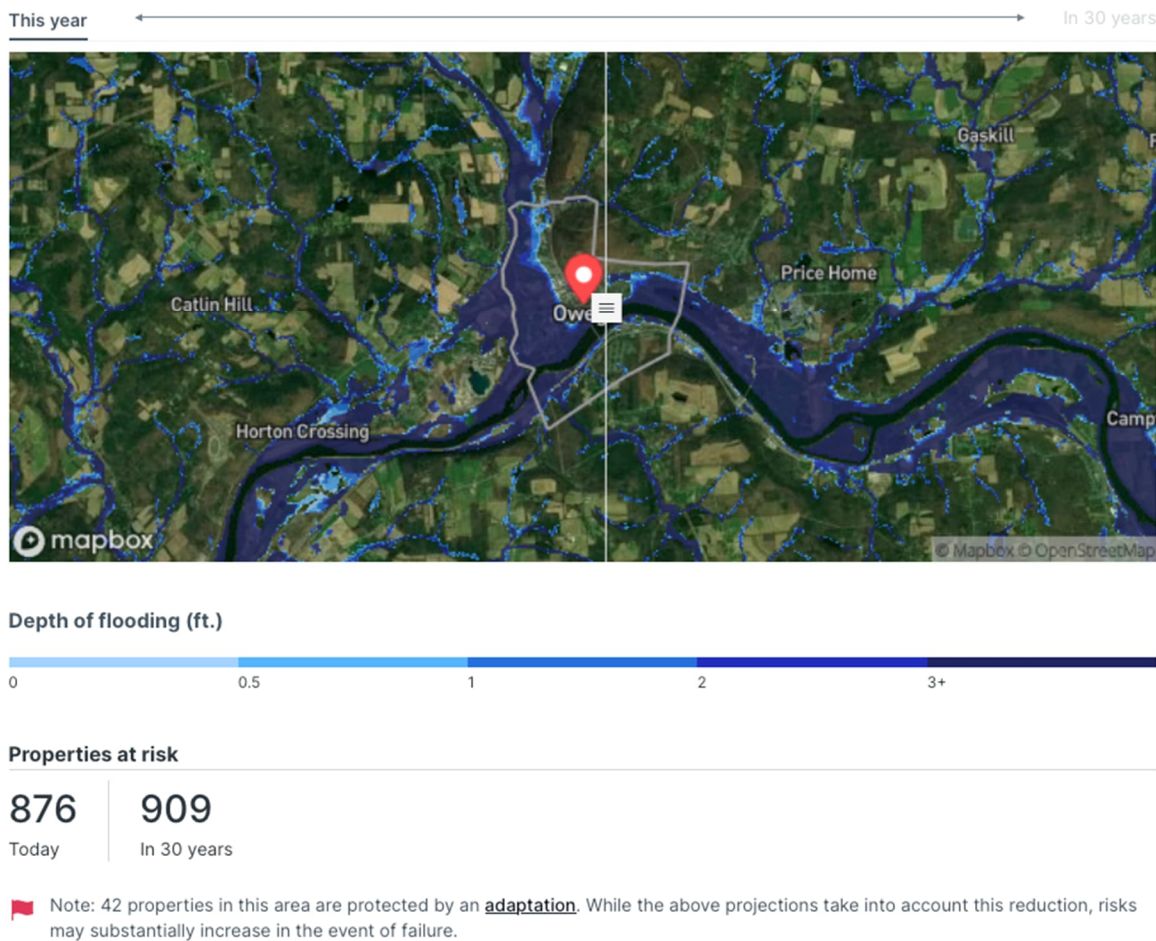 This year
In 30 years
Gaskill
Price Home
Catlin Hill
Owe
Horton Crossing
Camp
mapbox
© Mapbox © OpenStreetMap
Depth of flooding (ft.)
0 0.5 1 2 3+
Properties at risk
876 909
Today In 30 years
Note: 42 properties in this area are protected by an adaptation. While the above projections take into account this reduction, risks
may substantially increase in the event of failure.